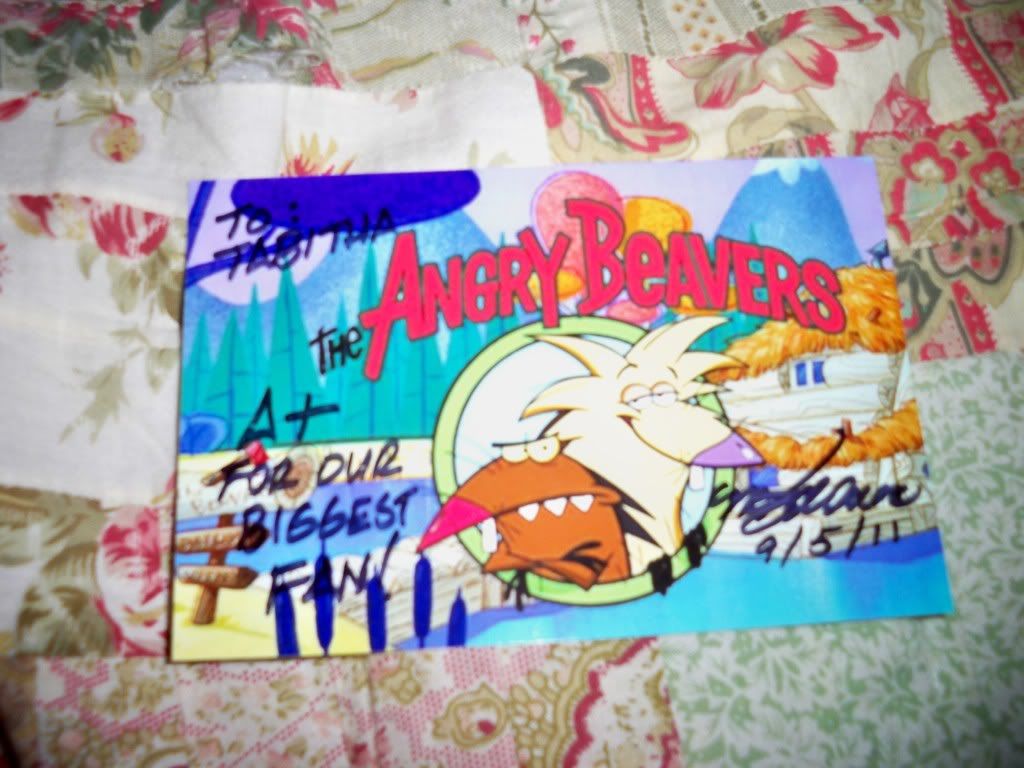 TO:
TABITHA
THE ANGRY BEAVERS
A+
FOR OUR
BIGGEST
FAN!
9/5/11